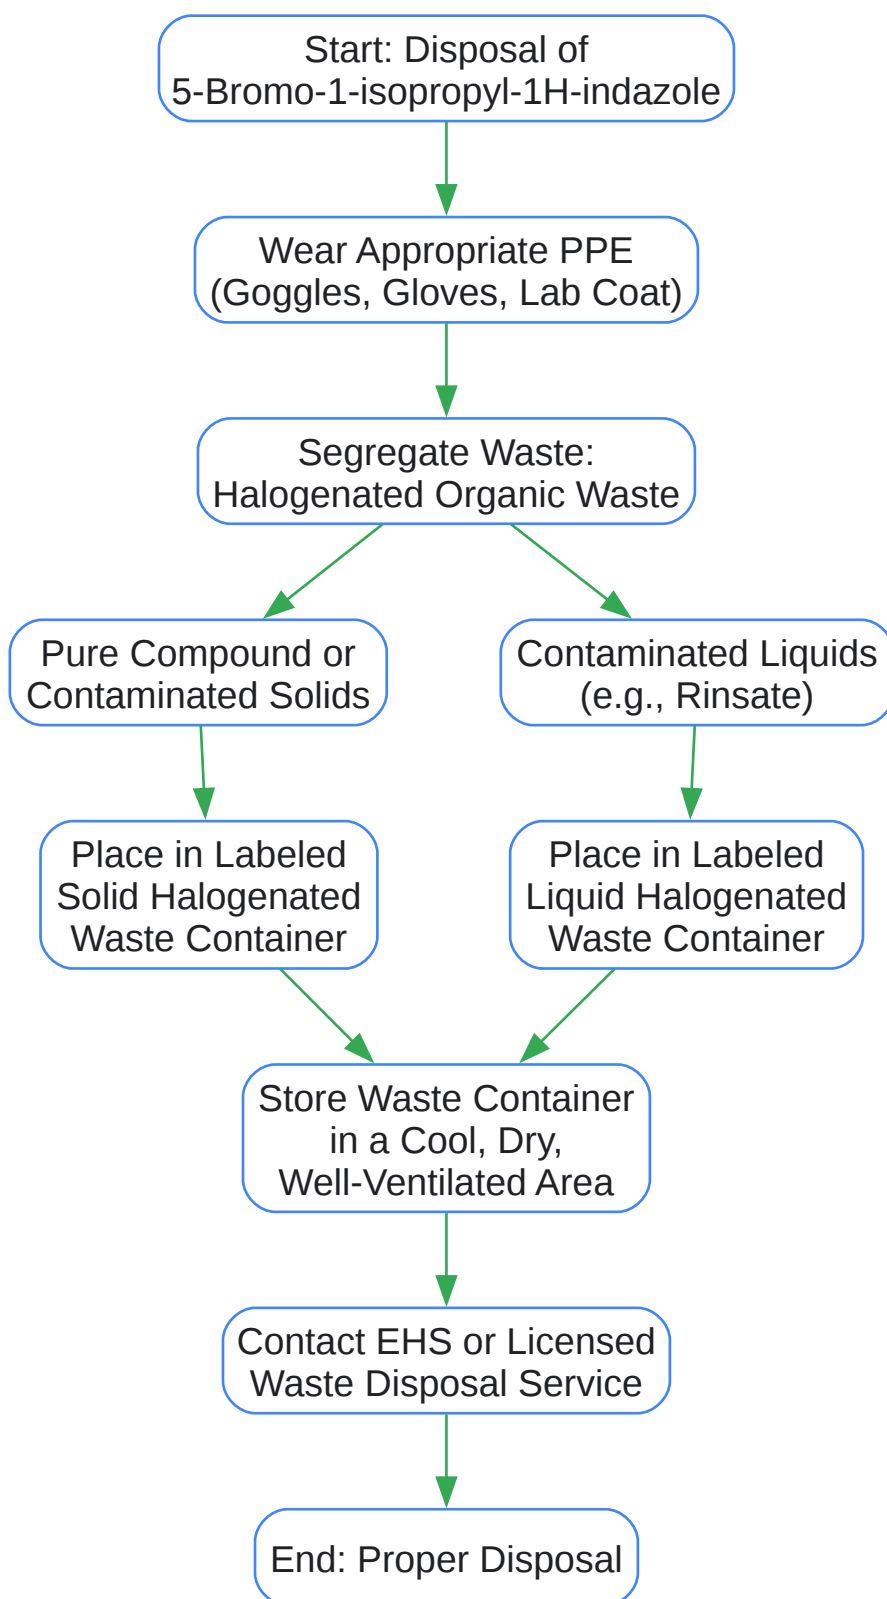 Start: Disposal of
5-Bromo-1-isopropyl-1H-indazole
Wear Appropriate PPE
(Goggles, Gloves, Lab Coat)
Segregate Waste:
Halogenated Organic Waste
Pure Compound or
Contaminated Solids
Contaminated Liquids
(e.g., Rinsate)
Place in Labeled
Solid Halogenated
Waste Container
Place in Labeled
Liquid Halogenated
Waste Container
Store Waste Container
in a Cool, Dry,
Well-Ventilated Area
Contact EHS or Licensed
Waste Disposal Service
End: Proper Disposal